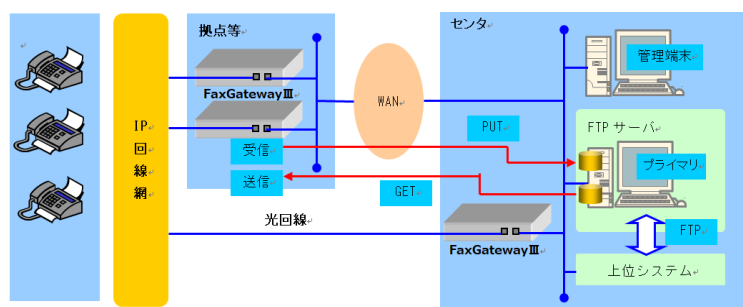 拠点等
センタ
FaxGatewayⅢ
管理端末
WAN
IP
回
線
網
PUT
FTP サーバ
受信
プライマリ
送信
GET
光回線
FTP
FaxGatewayⅢ
上位システム